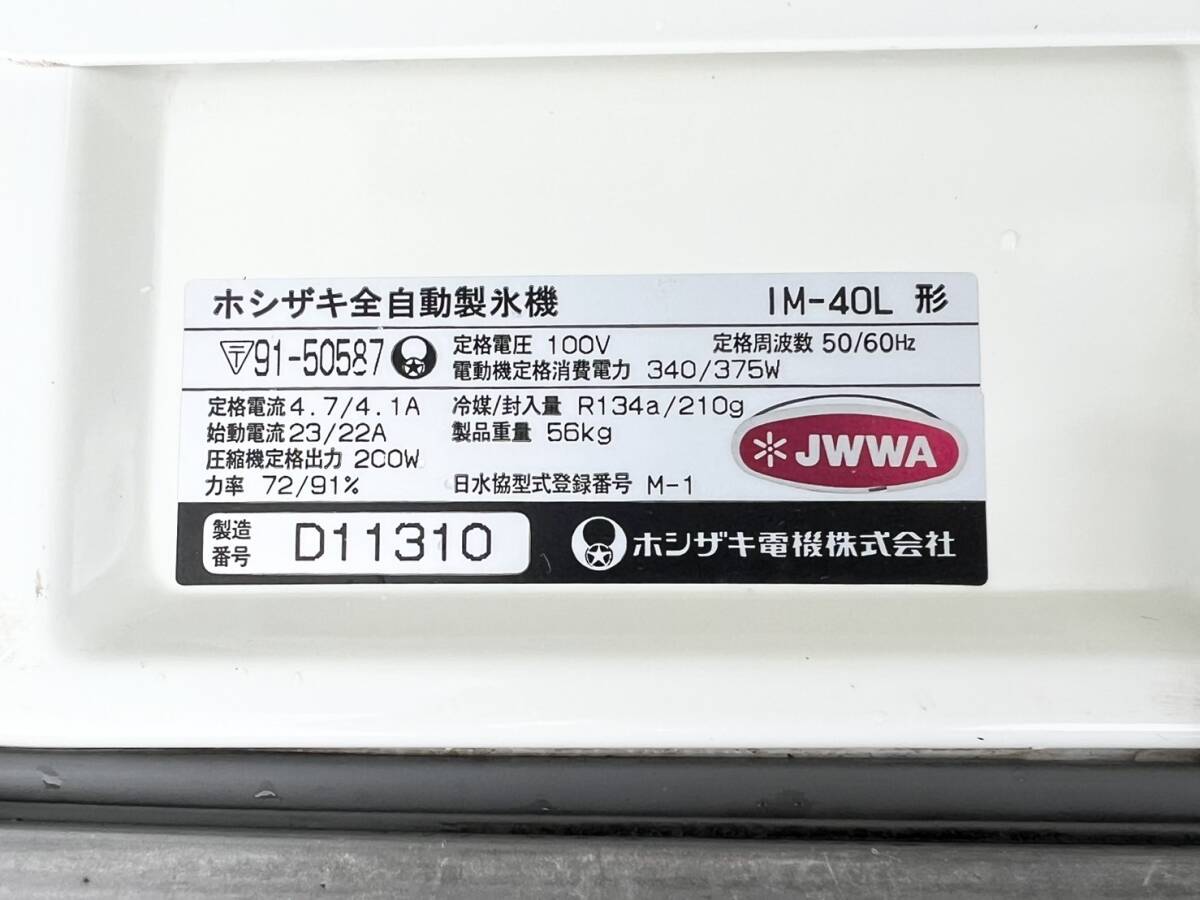 ホシザキ全自動製氷機 IM-40L 形
〒91-50587 定格電圧 100V 定格周波数 50/60Hz
電動機定格消費電力 340/375W
定格電流4.7/4.1A 冷媒/封入量 R134a/210g
始動電流23/22A 製品重量 56kg
圧縮機定格出力 200W
力率 72/91% 日水協型式登録番号 M-1
JWWA
製造番号 D11310 ホシザキ電機株式会社